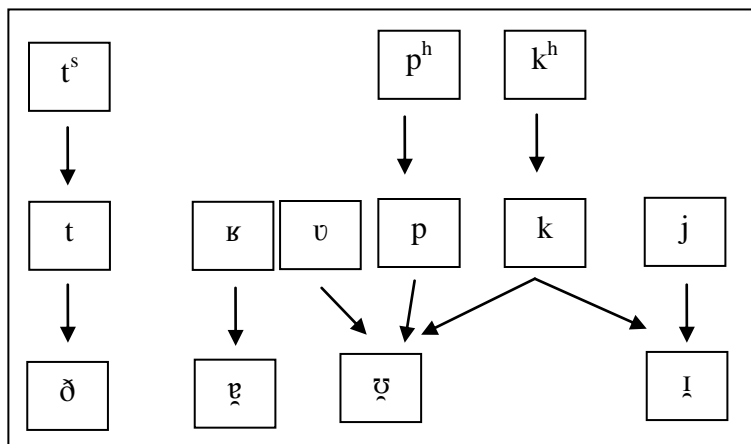 tˢ pʰ kʰ
t ʁ ʋ p k j
ð ɐ̯ ʊ̯ ɪ̯